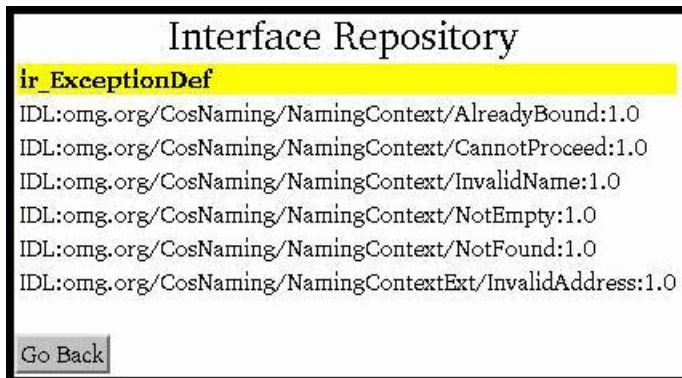 Interface Repository
ir_ExceptionDef
IDL:omg.org/CosNaming/NamingContext/AlreadyBound:1.0
IDL:omg.org/CosNaming/NamingContext/CannotProceed:1.0
IDL:omg.org/CosNaming/NamingContext/InvalidName:1.0
IDL:omg.org/CosNaming/NamingContext/NotEmpty:1.0
IDL:omg.org/CosNaming/NamingContext/NotFound:1.0
IDL:omg.org/CosNaming/NamingContextExt/InvalidAddress:1.0
Go Back